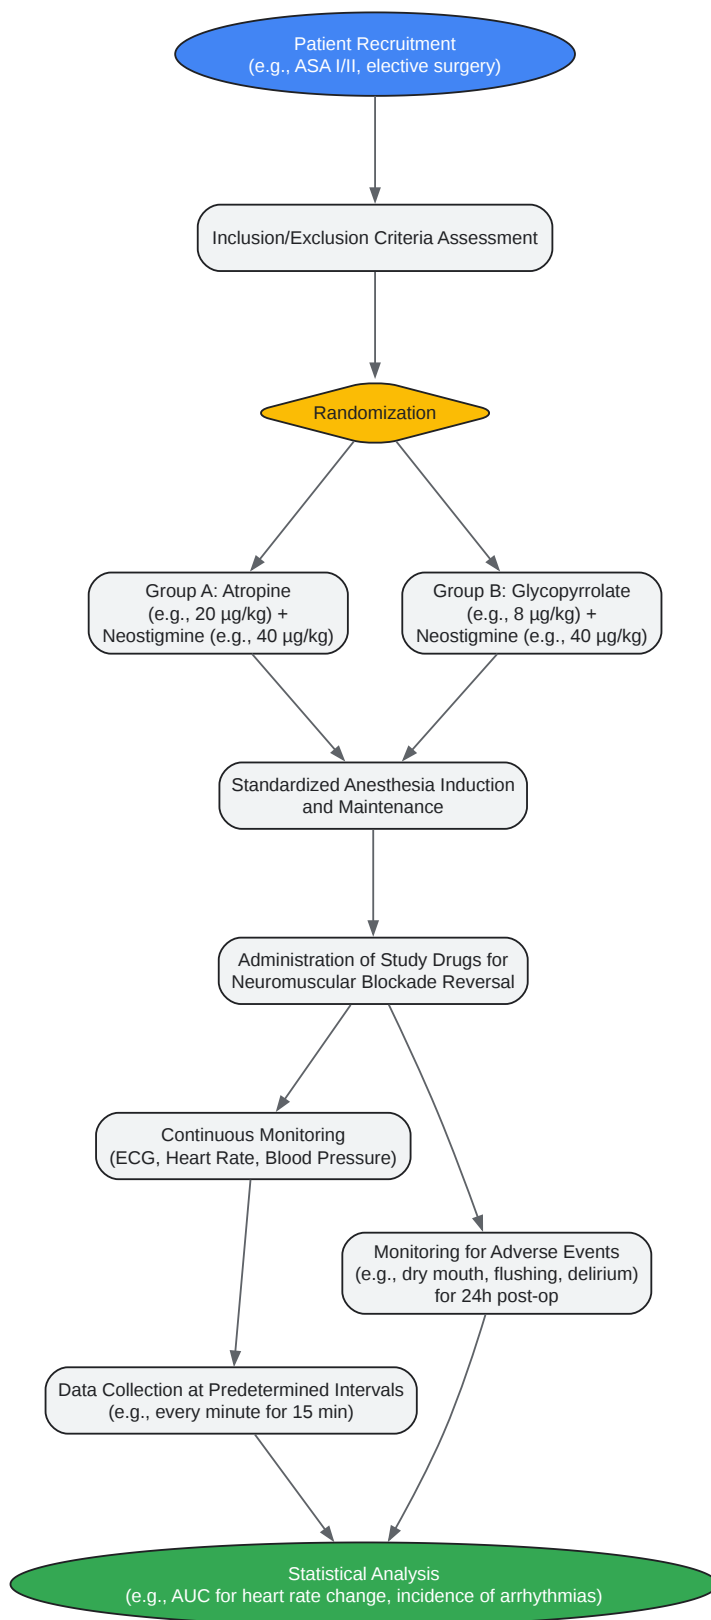 Patient Recruitment
(e.g., ASA I/II, elective surgery)
Inclusion/Exclusion Criteria Assessment
Randomization
Group A: Atropine
(e.g., 20 µg/kg) +
Neostigmine (e.g., 40 µg/kg)
Group B: Glycopyrrolate
(e.g., 8 µg/kg) +
Neostigmine (e.g., 40 µg/kg)
Standardized Anesthesia Induction
and Maintenance
Administration of Study Drugs for
Neuromuscular Blockade Reversal
Continuous Monitoring
(ECG, Heart Rate, Blood Pressure)
Monitoring for Adverse Events
(e.g., dry mouth, flushing, delirium)
for 24h post-op
Data Collection at Predetermined Intervals
(e.g., every minute for 15 min)
Statistical Analysis
(e.g., AUC for heart rate change, incidence of arrhythmias)